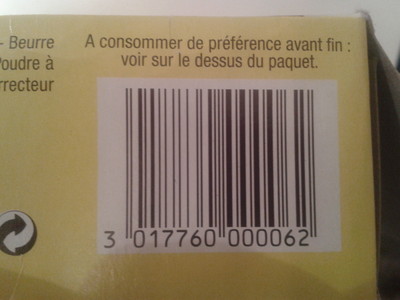 - Beurre
Poudre à
rrecteur
A consommer de préférence avant fin :
voir sur le dessus du paquet.
3 017760 000062